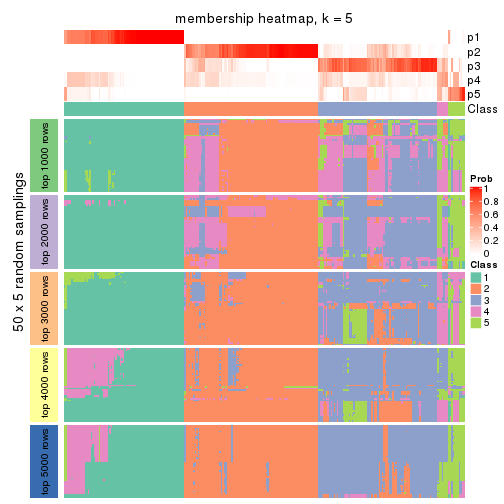 membership heatmap, k = 5
p1
p2
p3
p4
p5
Class
50 x 5 random samplings
top 1000 rows
top 2000 rows
top 3000 rows
top 4000 rows
top 5000 rows
Prob
1
0.8
0.6
0.4
0.2
0
Class
1
2
3
4
5